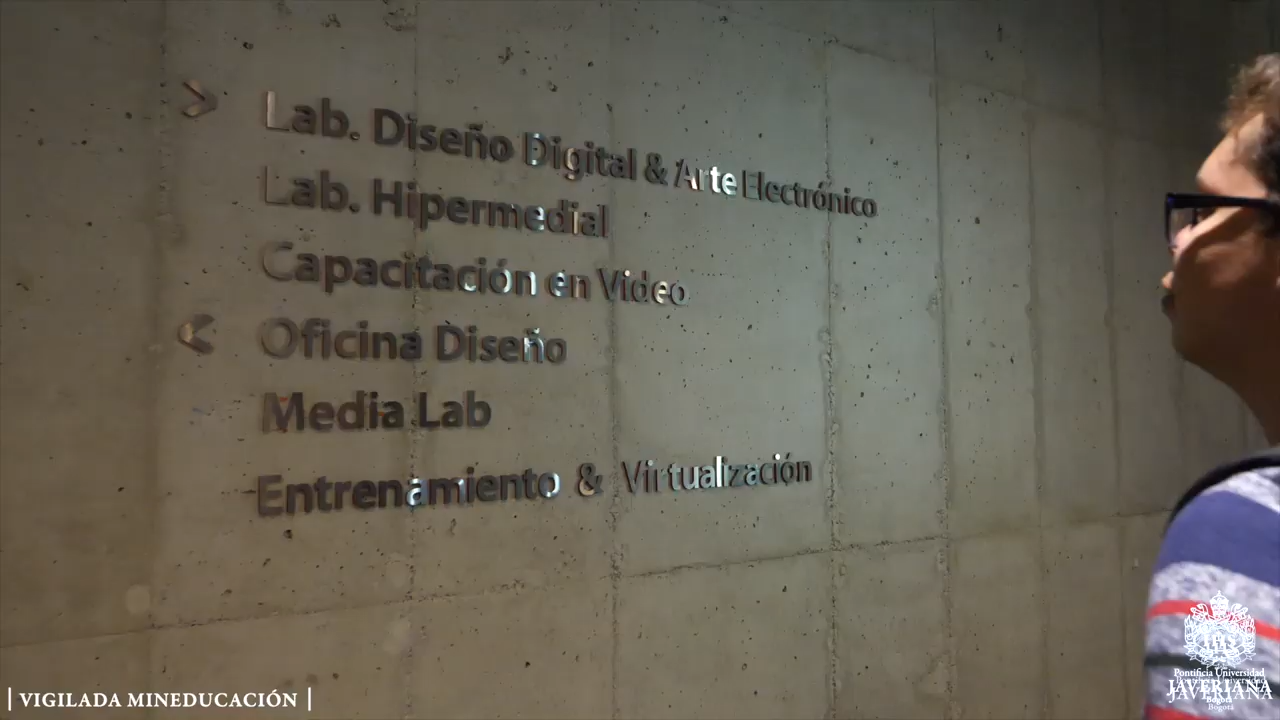 > Lab. Diseño Digital & Arte Electrónico
Lab. Hipermedial
Capacitación en Video
< Oficina Diseño
Media Lab
Entrenamiento & Virtualización
| VIGILADA MINEDUCACIÓN |
Pontificia Universidad
JAVERIANA
Bogotá